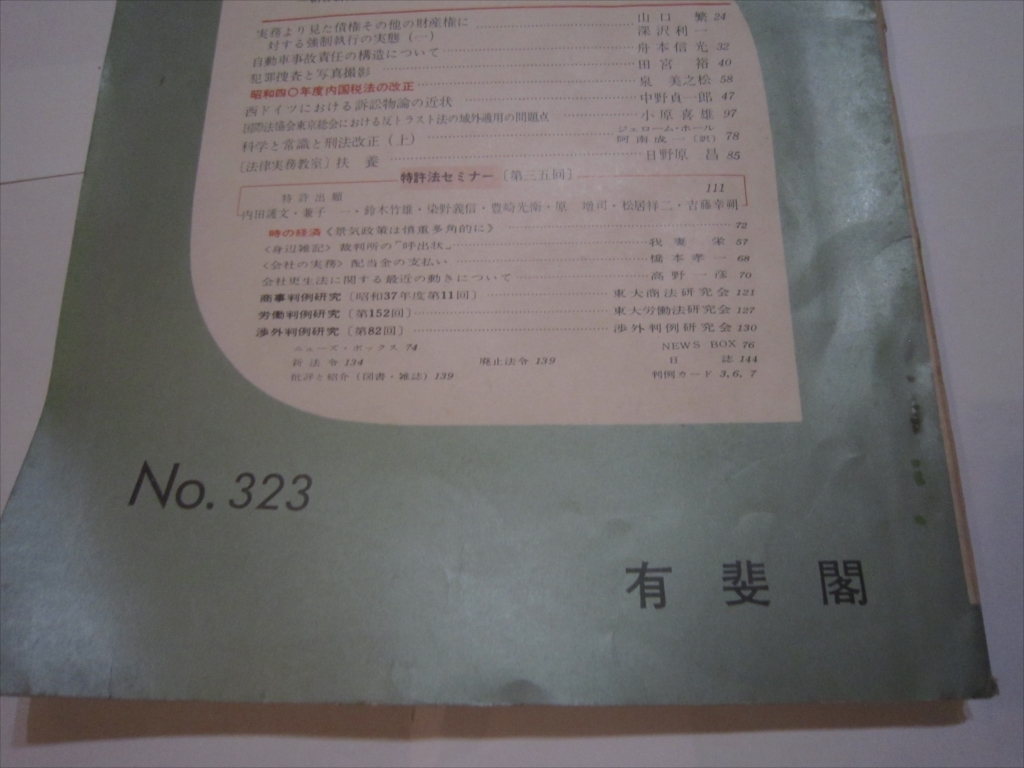 実務より見た債権その他の財産権に
対する強制執行の実態(一) 山口 繁 24
深沢利一
自動車事故責任の構造について 舟本信光 32
犯罪捜査と写真撮影 田宮 裕 40
昭和四〇年度内国税法の改正 泉 美之松 58
西ドイツにおける訴訟物論の近状 中野貞一郎 47
国際法協会東京総会における反トラスト法の域外適用の問題点 小原喜雄 97
科学と常識と刑法改正(上) ジェローム・ホール
阿南成一(訳) 78
〔法律実務教室〕扶 養 日野原 昌 85
特許法セミナー〔第三五回〕
特許出願 111
内田護文・兼子 一・鈴木竹雄・染野義信・豊崎光衛・原 増司・松居祥二・吉藤幸朔
時の経済《景気政策は慎重多角的に》 72
〈身辺雑記〉裁判所の"呼出状" 我妻 栄 57
〈会社の実務〉配当金の支払い 橋本孝一 68
会社更生法に関する最近の動きについて 高野一彦 70
商事判例研究〔昭和37年度第11回〕 東大商法研究会 121
労働判例研究〔第152回〕 東大労働法研究会 127
渉外判例研究〔第82回〕 渉外判例研究会 130
ニューズ・ボックス 74 NEWS BOX 76
新法令 134 廃止法令 139 日 誌 144
批評と紹介(図書・雑誌) 139 判例カード 3, 6, 7
No. 323
有斐閣